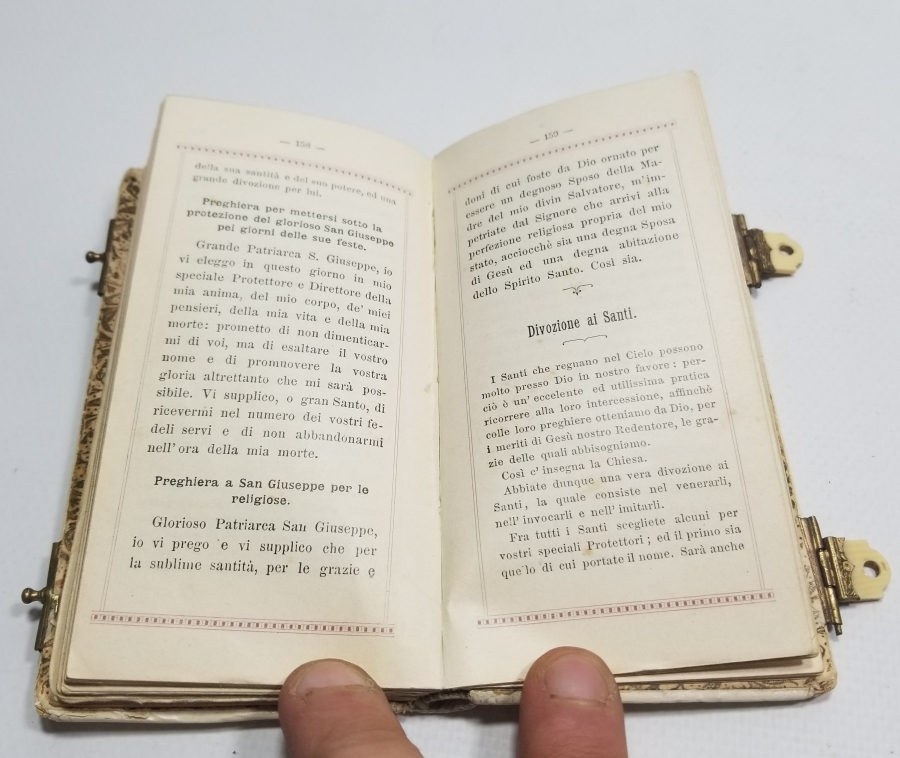 — 158 —
della sua santità e del suo potere, ed una
grande divozione per lui.
Preghiera per mettersi sotto la
protezione del glorioso San Giuseppe
pei giorni delle sue feste.
Grande Patriarca S. Giuseppe, io
vi eleggo in questo giorno in mio
speciale Protettore e Direttore della
mia anima, del mio corpo, de' miei
pensieri, della mia vita e della mia
morte: prometto di non dimenticar-
mi di voi, ma di esaltare il vostro
nome e di promuovere la vostra
gloria altrettanto che mi sarà pos-
sibile. Vi supplico, o gran Santo, di
ricevermi nel numero dei vostri fe-
deli servi e di non abbandonarmi
nell'ora della mia morte.
Preghiera a San Giuseppe per le
religiose.
Glorioso Patriarca San Giuseppe,
io vi prego e vi supplico che per
la sublime santità, per le grazie e
— 159 —
doni di cui foste da Dio ornato per
essere un degnoso Sposo della Ma-
dre del mio divin Salvatore, m'im-
petriate dal Signore che arrivi alla
perfezione religiosa propria del mio
stato, acciocchè sia una degna Sposa
di Gesù ed una degna abitazione
dello Spirito Santo. Così sia.
Divozione ai Santi.
I Santi che regnano nel Cielo possono
molto presso Dio in nostro favore: per-
ciò è un' eccelente ed utilissima pratica
ricorrere alla loro intercessione, affinchè
colle loro preghiere otteniamo da Dio, per
i meriti di Gesù nostro Redentore, le gra-
zie delle quali abbisogniamo.
Così c' insegna la Chiesa.
Abbiate dunque una vera divozione ai
Santi, la quale consiste nel venerarli,
nell' invocarli e nell' imitarli.
Fra tutti i Santi scegliete alcuni per
vostri speciali Protettori; ed il primo sia
quello di cui portate il nome. Sarà anche